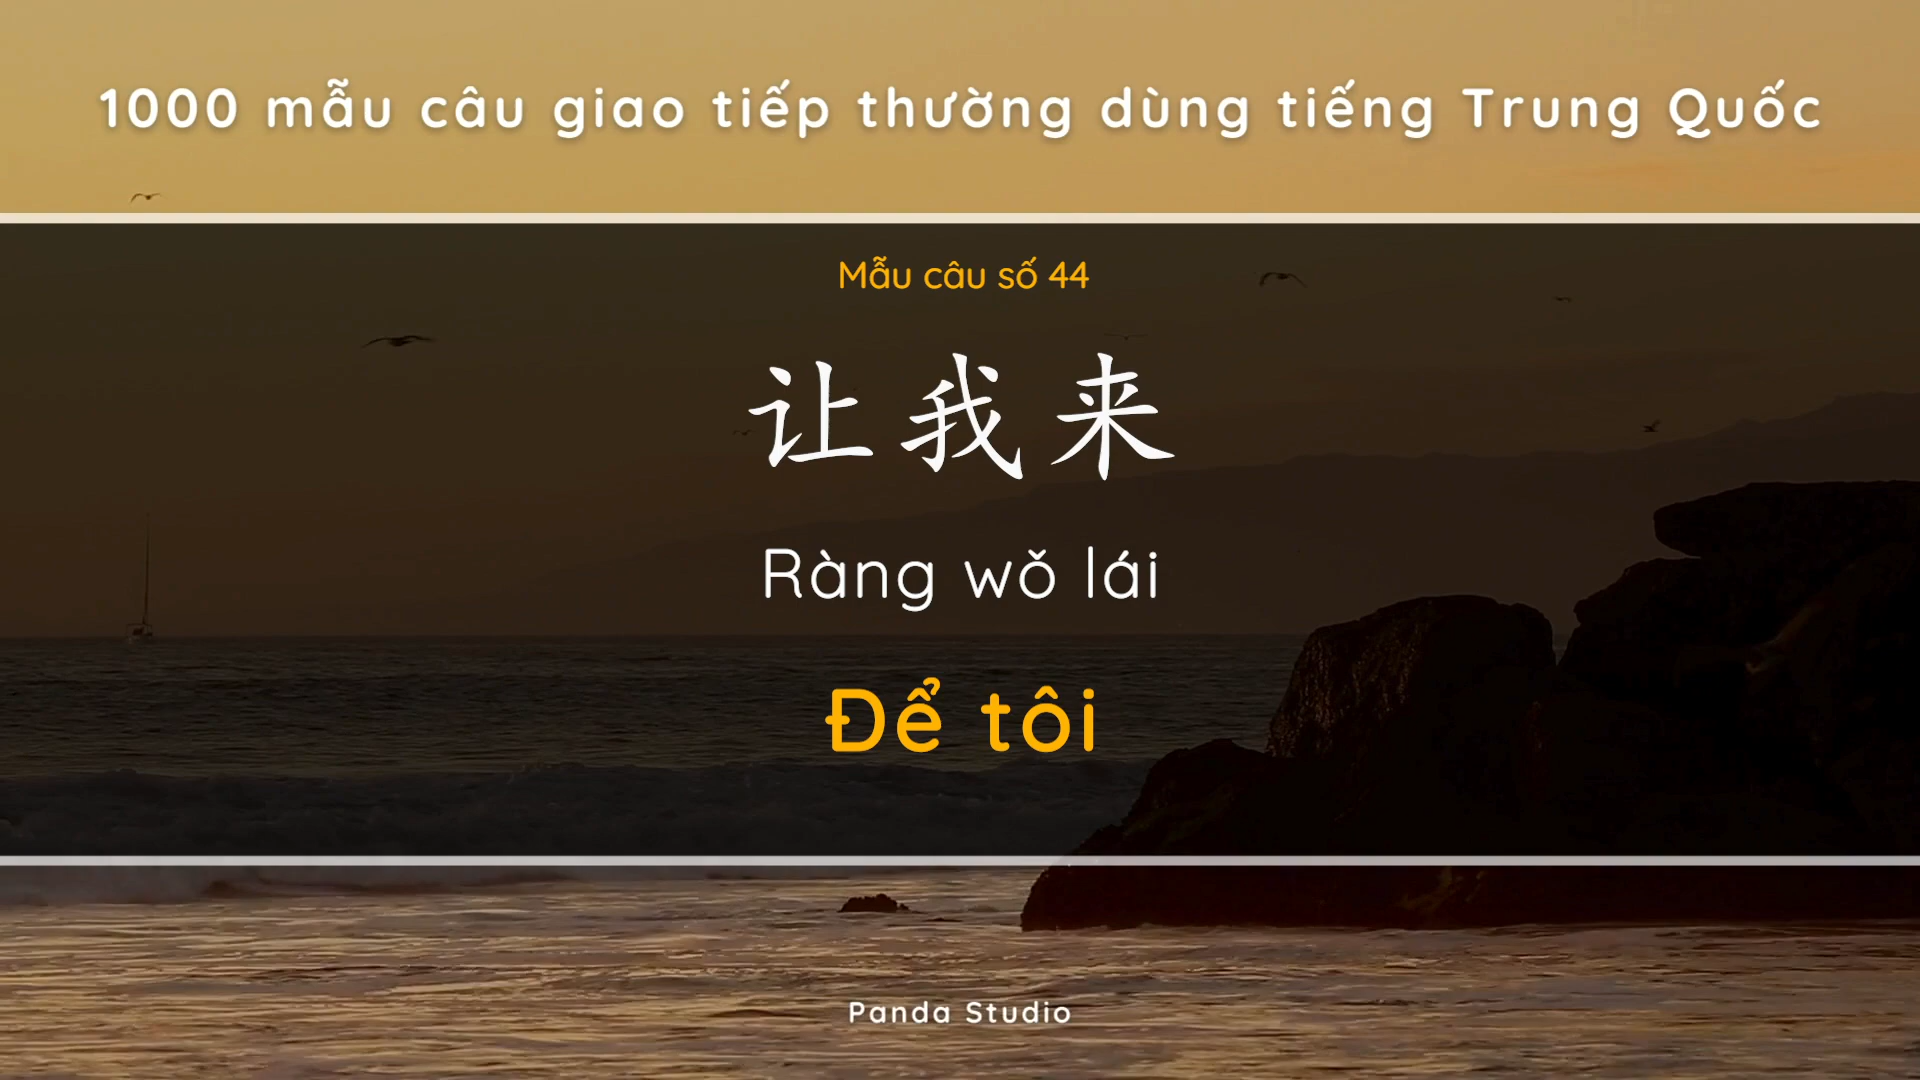 1000 mẫu câu giao tiếp thường dùng tiếng Trung Quốc
Mẫu câu số 44
让我来
Ràng wǒ lái
Để tôi
Panda Studio